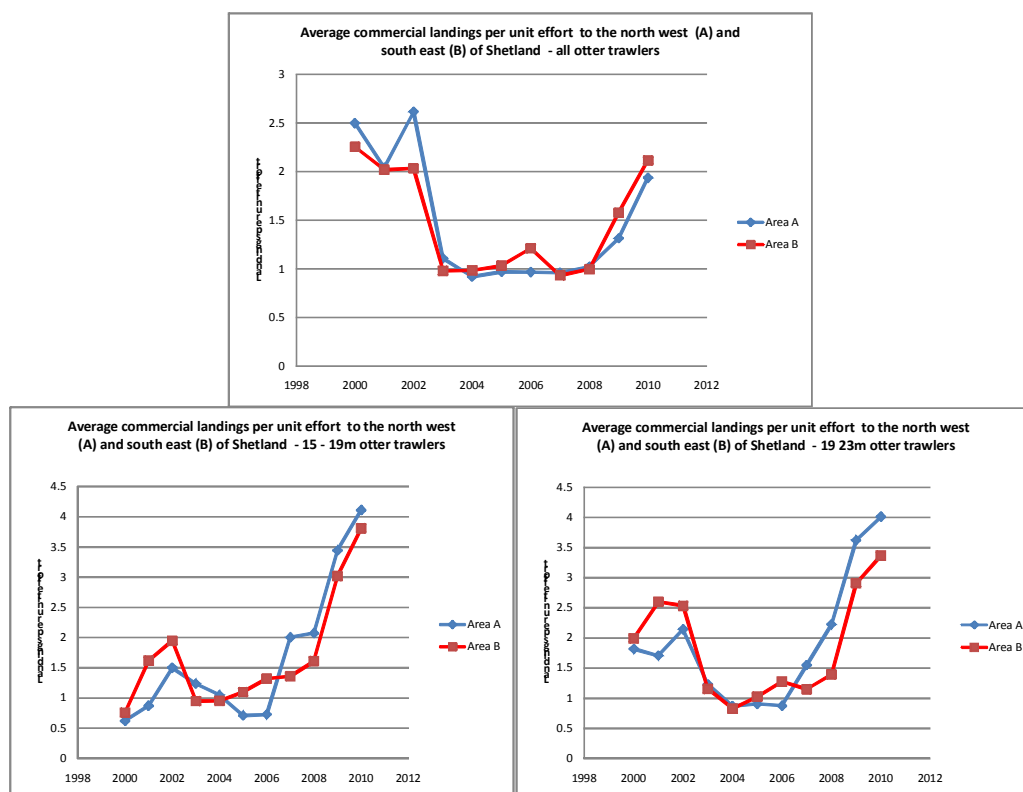 Average commercial landings per unit effort to the north west (A) and
south east (B) of Shetland - all otter trawlers
3
2.5
2
1.5
1
0.5
0
1998 2000 2002 2004 2006 2008 2010 2012
Area A
Area B
Average commercial landings per unit effort to the north west
(A) and south east (B) of Shetland - 15 - 19m otter trawlers
4.5
4
3.5
3
2.5
2
1.5
1
0.5
0
1998 2000 2002 2004 2006 2008 2010 2012
Area A
Area B
Average commercial landings per unit effort to the north west
(A) and south east (B) of Shetland - 19 23m otter trawlers
4.5
4
3.5
3
2.5
2
1.5
1
0.5
0
1998 2000 2002 2004 2006 2008 2010 2012
Area A
Area B